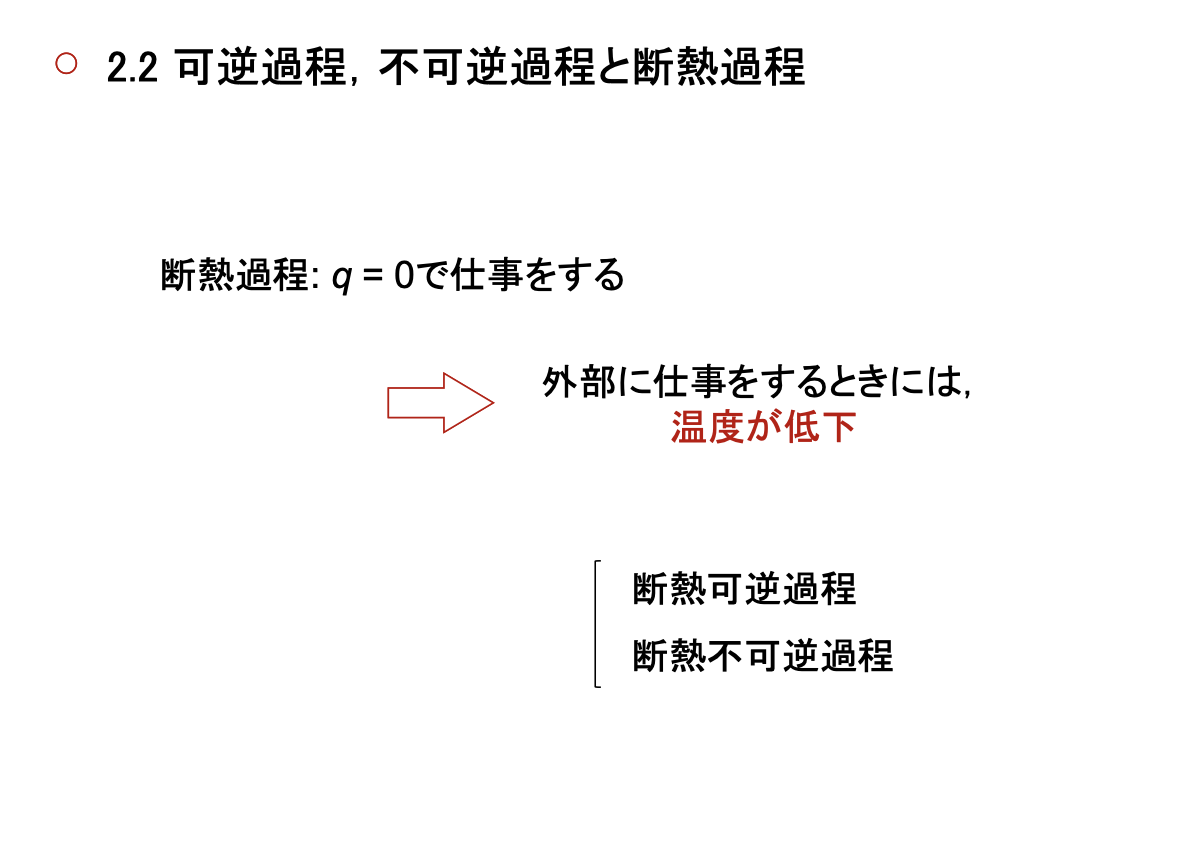 2.2 可逆過程，不可逆過程と断熱過程
断熱過程: q = 0で仕事をする
外部に仕事をするときには，
温度が低下
断熱可逆過程
断熱不可逆過程